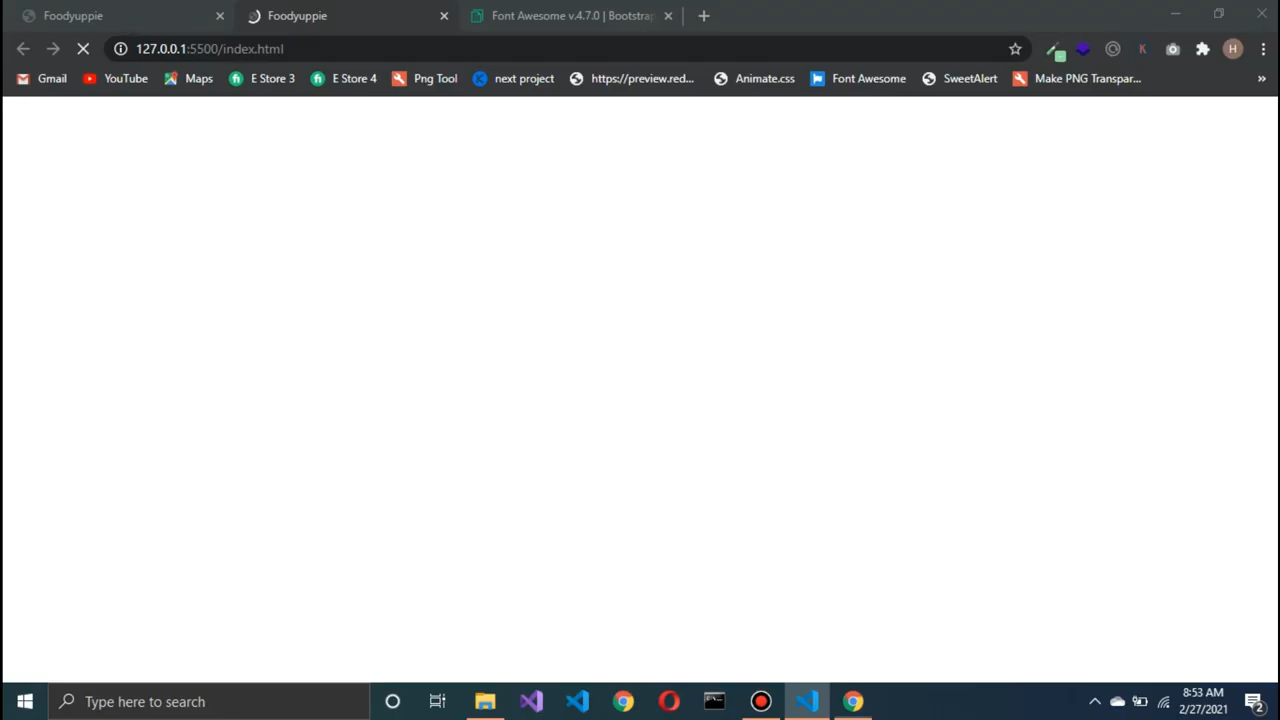 Foodyuppie
Foodyuppie
Font Awesome v.4.7.0 | Bootstrap
127.0.0.1:5500/index.html
H
Gmail
YouTube
Maps
E Store 3
E Store 4
Png Tool
next project
https://preview.red...
Animate.css
Font Awesome
SweetAlert
Make PNG Transpar...
»
Type here to search
8:53 AM
2/27/2021
2